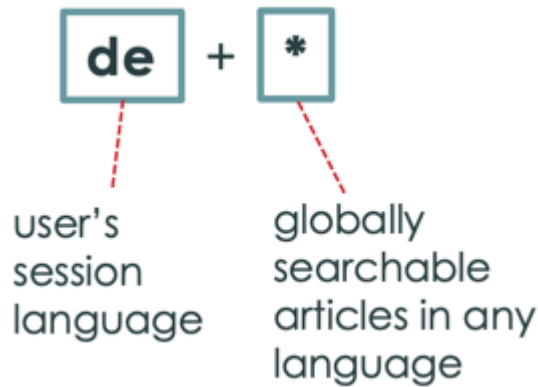 de + *
user's
session
language
globally
searchable
articles in any
language